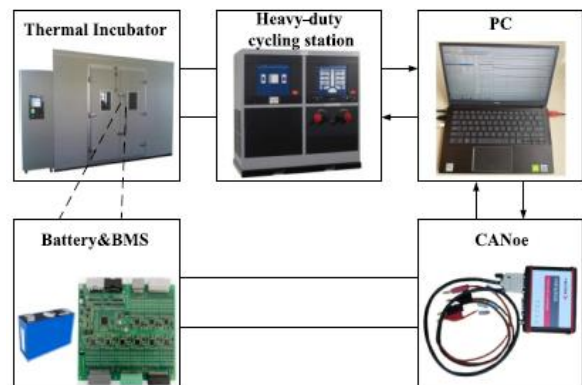 Thermal Incubator
Heavy-duty
cycling station
PC
Battery&BMS
CANoe